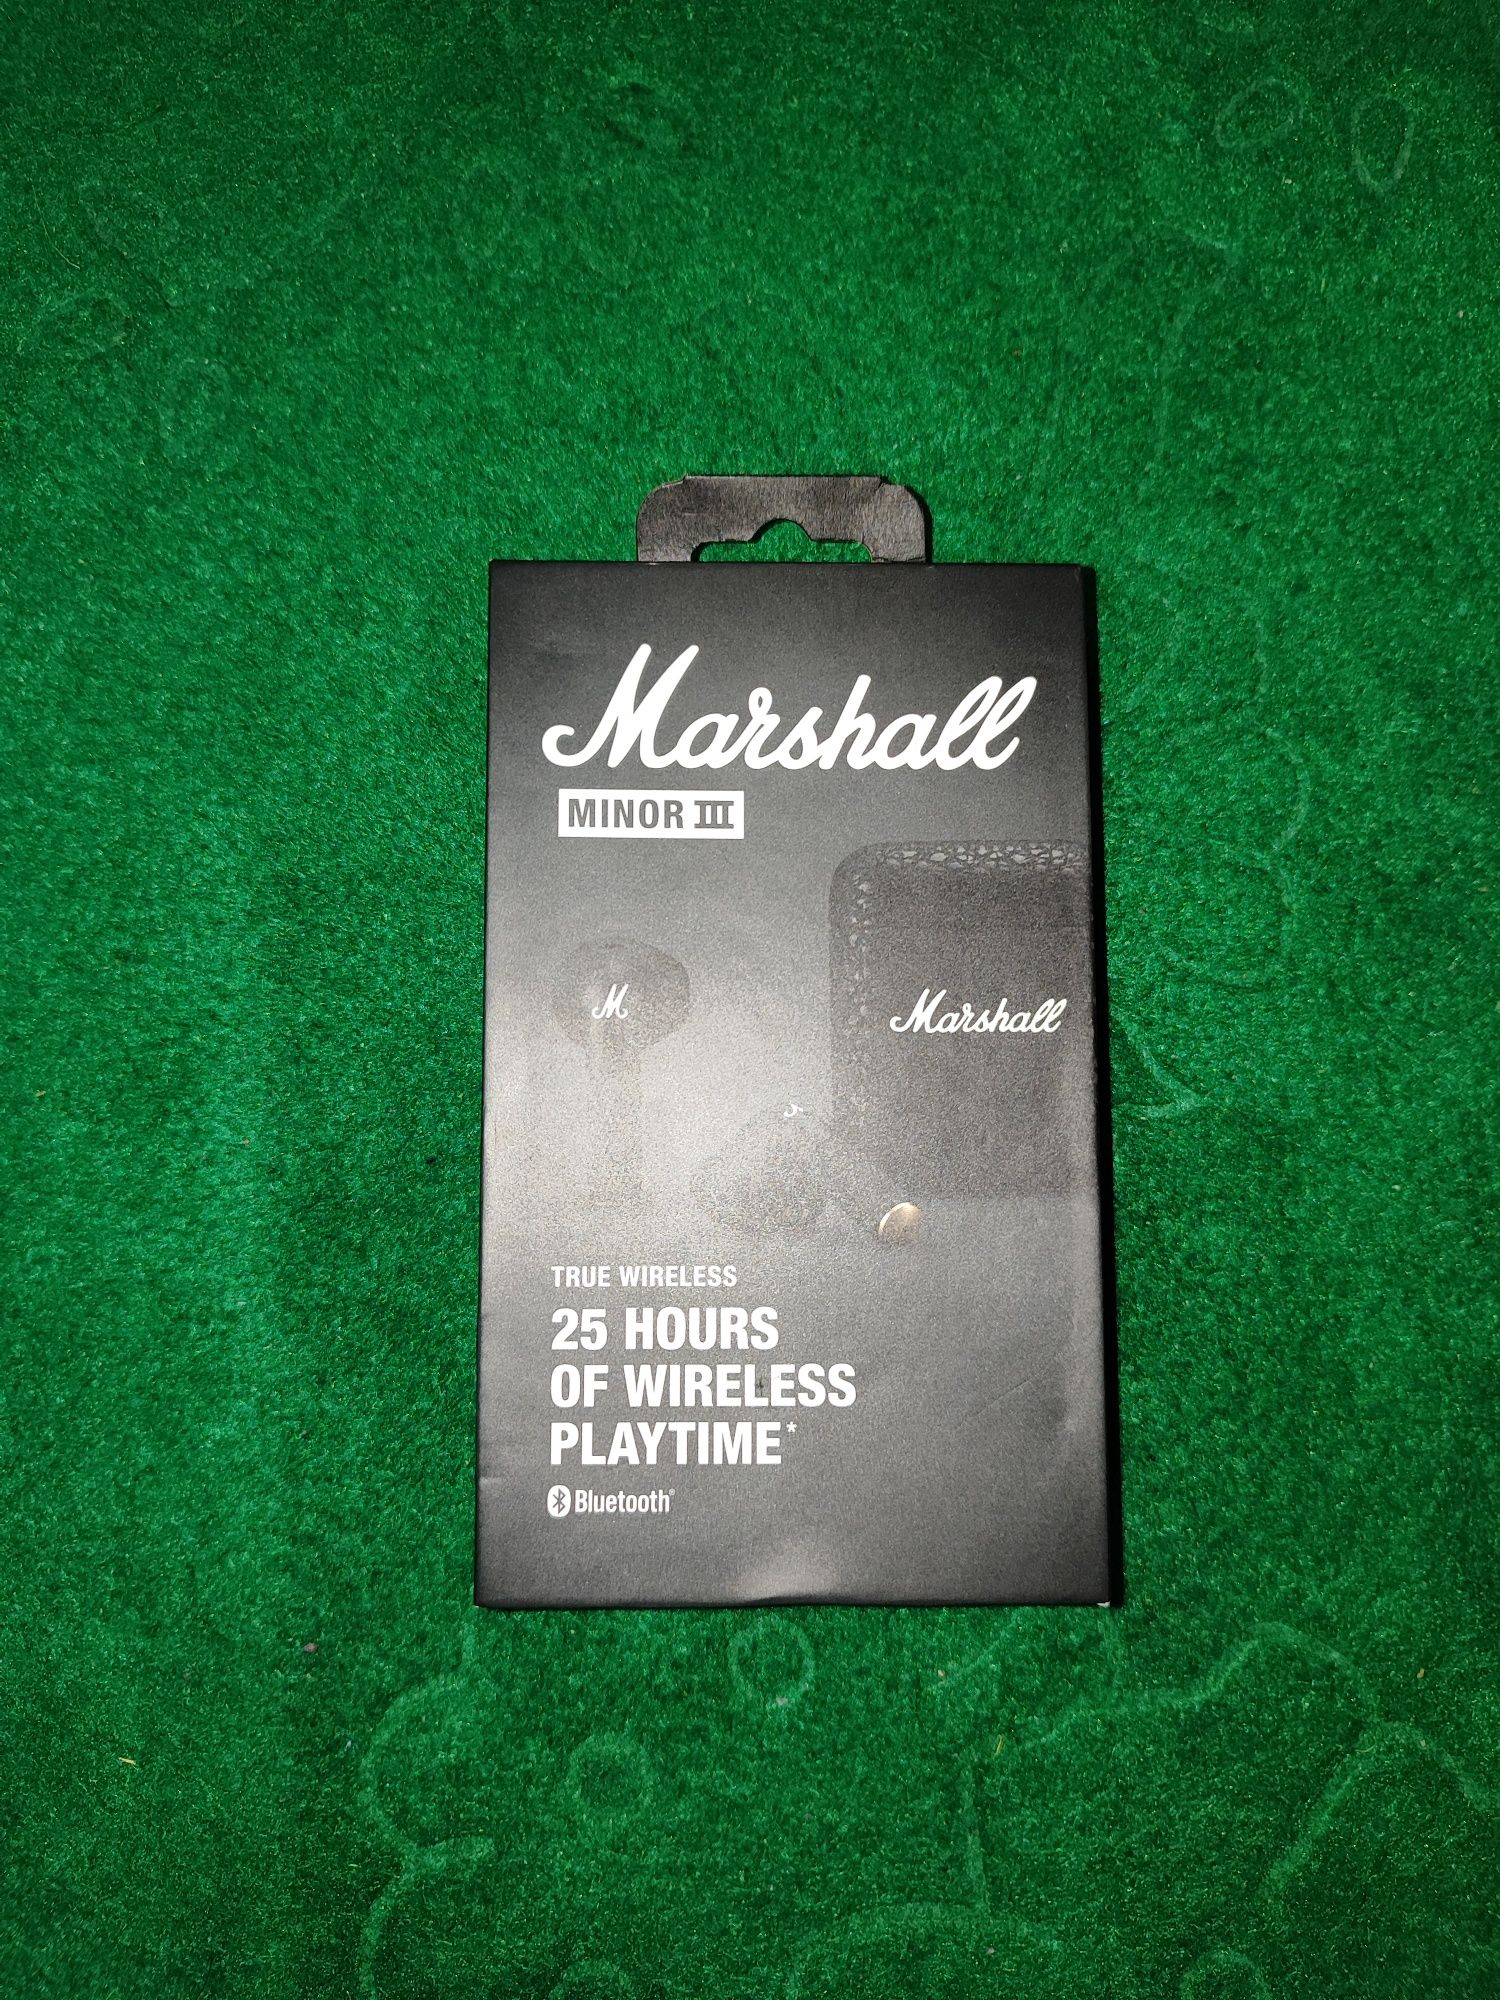 Marshall
MINOR III
M
Marshall
TRUE WIRELESS
25 HOURS
OF WIRELESS
PLAYTIME*
Bluetooth®